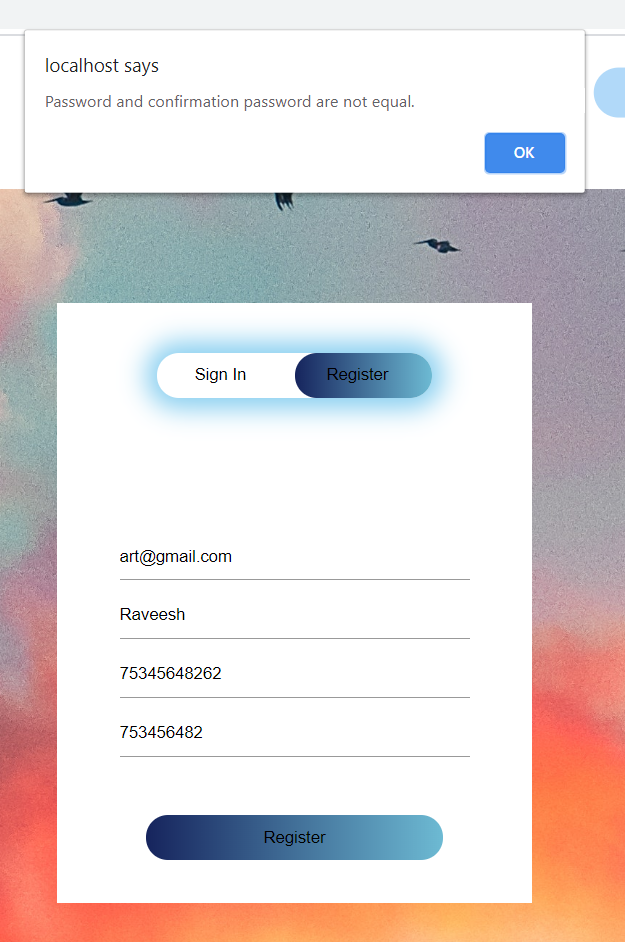 localhost says
Password and confirmation password are not equal.
OK
Sign In
Register
art@gmail.com
Raveesh
75345648262
753456482
Register